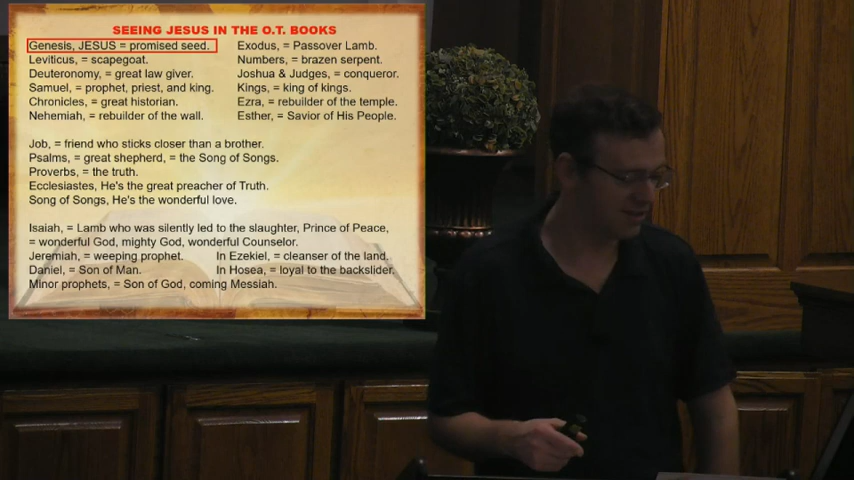 SEEING JESUS IN THE O.T. BOOKS
Genesis, JESUS = promised seed. Exodus, = Passover Lamb.
Leviticus, = scapegoat. Numbers, = brazen serpent.
Deuteronomy, = great law giver. Joshua & Judges, = conqueror.
Samuel, = prophet, priest, and king. Kings, = king of kings.
Chronicles, = great historian. Ezra, = rebuilder of the temple.
Nehemiah, = rebuilder of the wall. Esther, = Savior of His People.
Job, = friend who sticks closer than a brother.
Psalms, = great shepherd, = the Song of Songs.
Proverbs, = the truth.
Ecclesiastes, He's the great preacher of Truth.
Song of Songs, He's the wonderful love.
Isaiah, = Lamb who was silently led to the slaughter, Prince of Peace,
= wonderful God, mighty God, wonderful Counselor.
Jeremiah, = weeping prophet. In Ezekiel, = cleanser of the land.
Daniel, = Son of Man. In Hosea, = loyal to the backslider.
Minor prophets, = Son of God, coming Messiah.